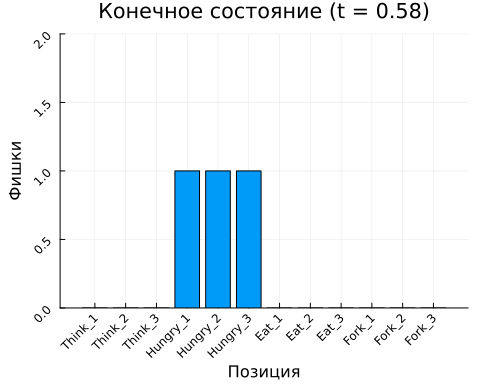 Конечное состояние (t = 0.58)
2.0
1.5
1.0
0.5
0.0
Фишки
Think_1
Think_2
Think_3
Hungry_1
Hungry_2
Hungry_3
Eat_1
Eat_2
Eat_3
Fork_1
Fork_2
Fork_3
Позиция